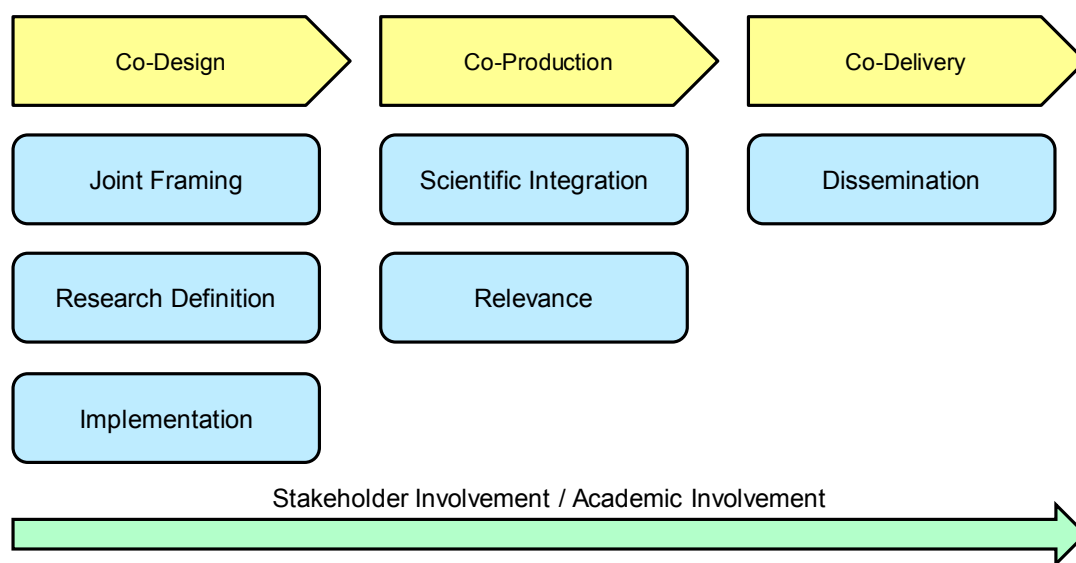 Co-Design
Co-Production
Co-Delivery
Joint Framing
Scientific Integration
Dissemination
Research Definition
Relevance
Implementation
Stakeholder Involvement / Academic Involvement